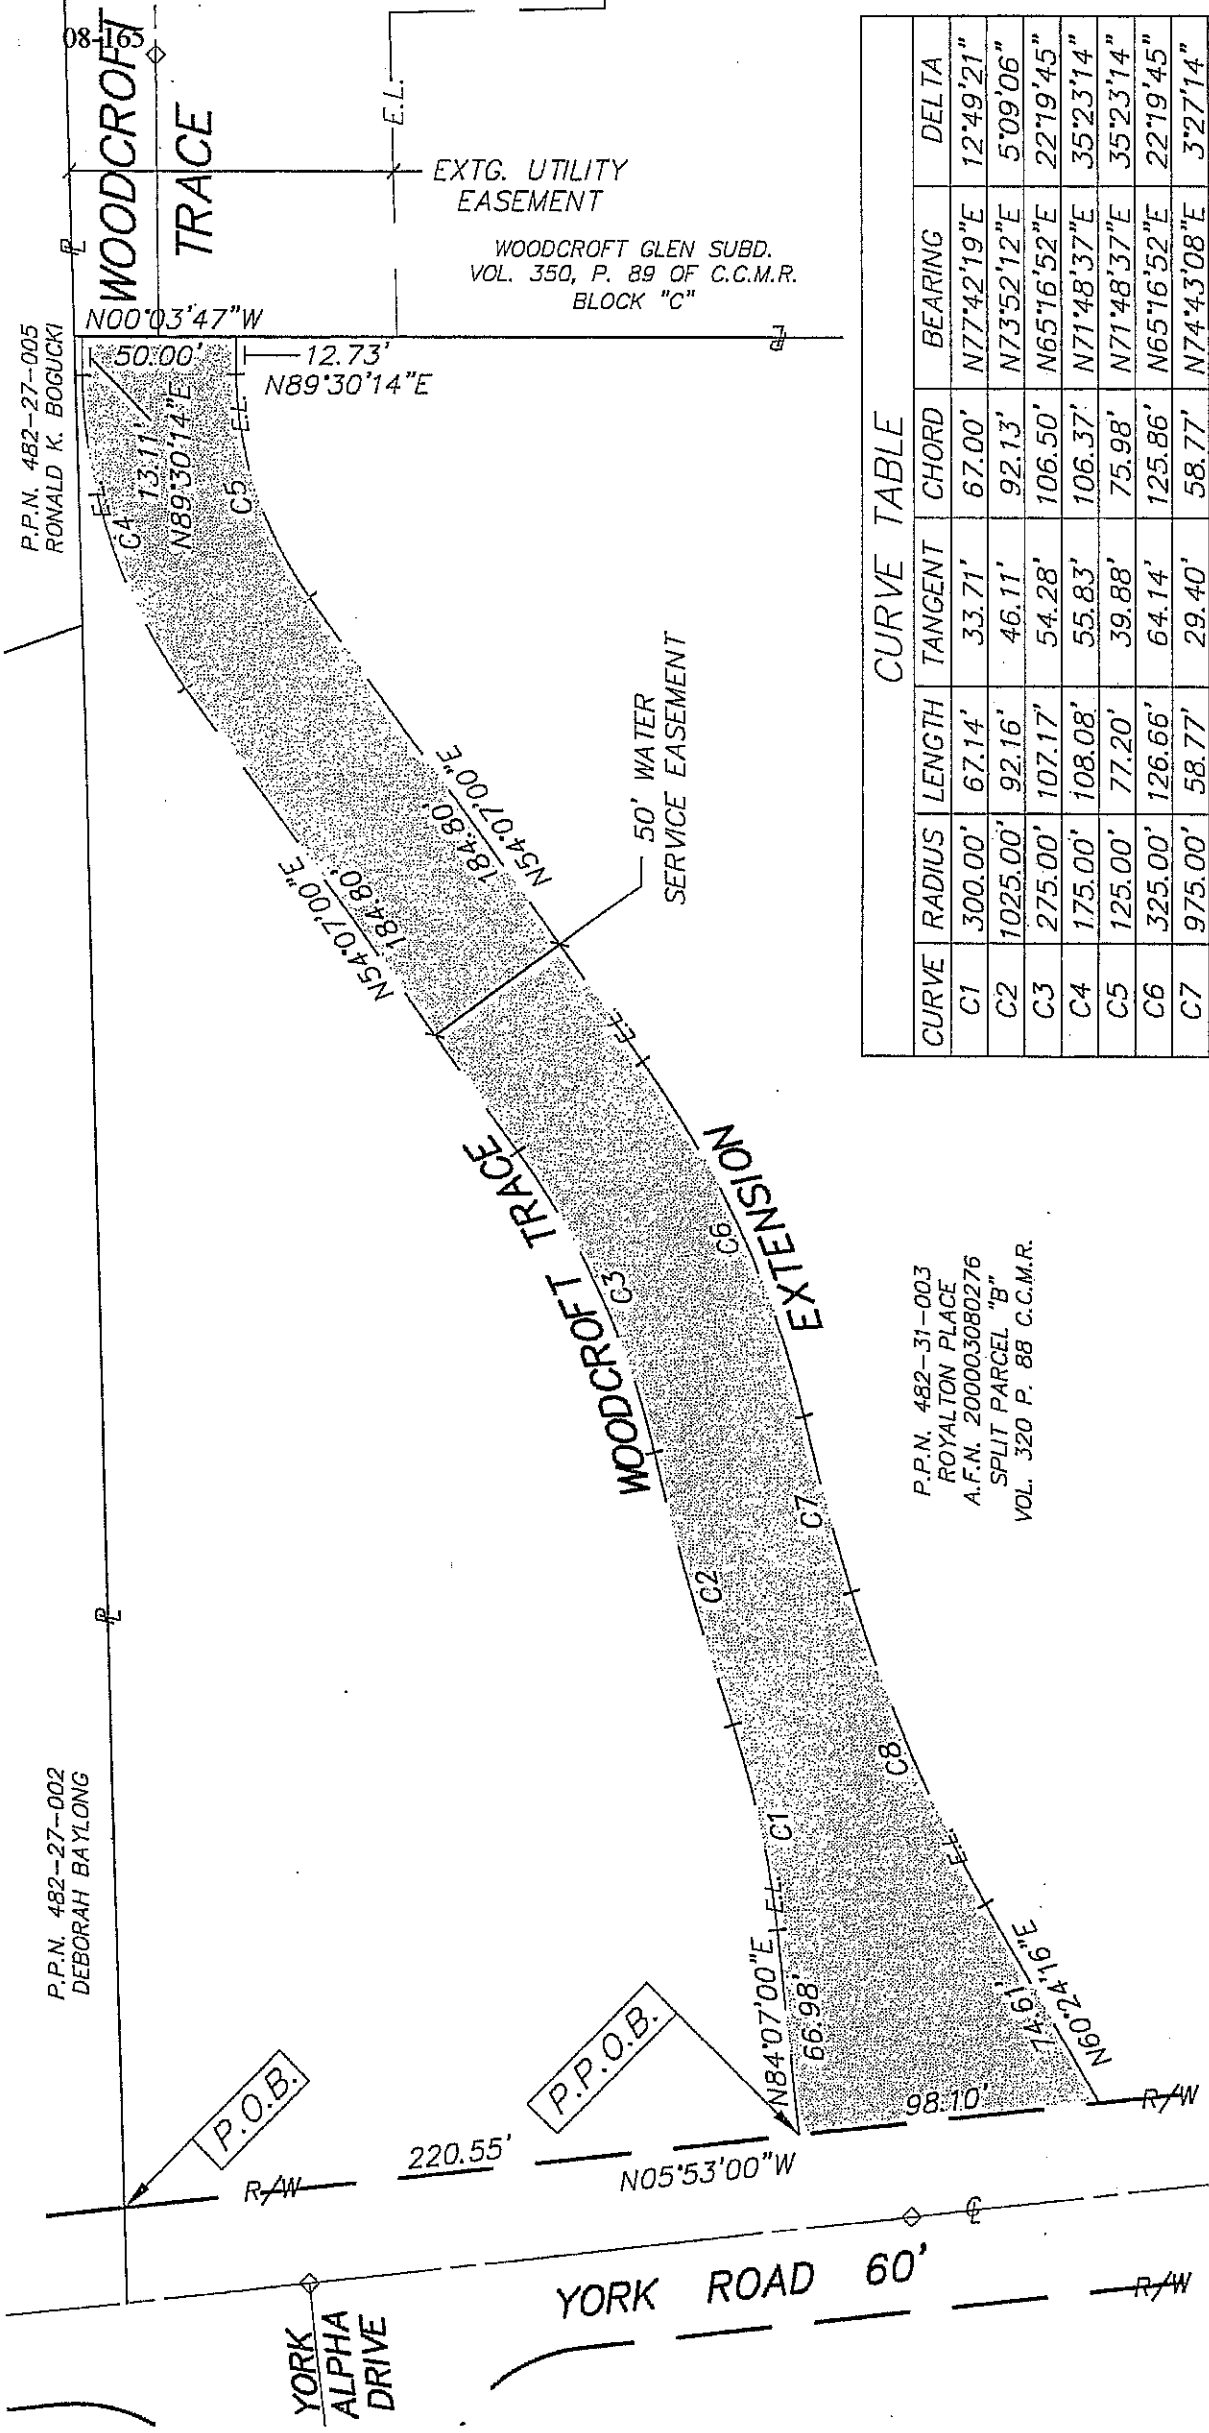 08-165
WOODCROFT
TRACE
E.L.
EXTG. UTILITY
EASEMENT
WOODCROFT GLEN SUBD.
VOL. 350, P. 89 OF C.C.M.R.
BLOCK "C"
P.P.N. 482-27-005
RONALD K. BOGUCKI
N00°03'47"W
50.00'
12.73'
N89°30'14"E
13.11'
N89°30'14"E
E.L.
E.L.
C4
C5
N54°07'00"E
184.80'
184.80'
N54°07'00"E
50' WATER
SERVICE EASEMENT
E.L.
WOODCROFT TRACE
EXTENSION
C3
C6
C2
C7
C1
C8
E.L.
E.L.
P.P.N. 482-27-002
DEBORAH BAYLONG
P.P.N. 482-31-003
ROYALTON PLACE
A.F.N. 200003080276
SPLIT PARCEL "B"
VOL. 320 P. 88 C.C.M.R.
P.O.B.
P.P.O.B.
N84°07'00"E
66.98'
74.61'
N60°24'16"E
98.10'
220.55'
N05°53'00"W
R/W
R/W
R/W
YORK ROAD 60'
YORK
ALPHA
DRIVE
CURVE TABLE
CURVE RADIUS LENGTH TANGENT CHORD BEARING DELTA
C1 300.00' 67.14' 33.71' 67.00' N77°42'19"E 12°49'21"
C2 1025.00' 92.16' 46.11' 92.13' N73°52'12"E 5°09'06"
C3 275.00' 107.17' 54.28' 106.50' N65°16'52"E 22°19'45"
C4 175.00' 108.08' 55.83' 106.37' N71°48'37"E 35°23'14"
C5 125.00' 77.20' 39.88' 75.98' N71°48'37"E 35°23'14"
C6 325.00' 126.66' 64.14' 125.86' N65°16'52"E 22°19'45"
C7 975.00' 58.77' 29.40' 58.77' N74°43'08"E 3°27'14"